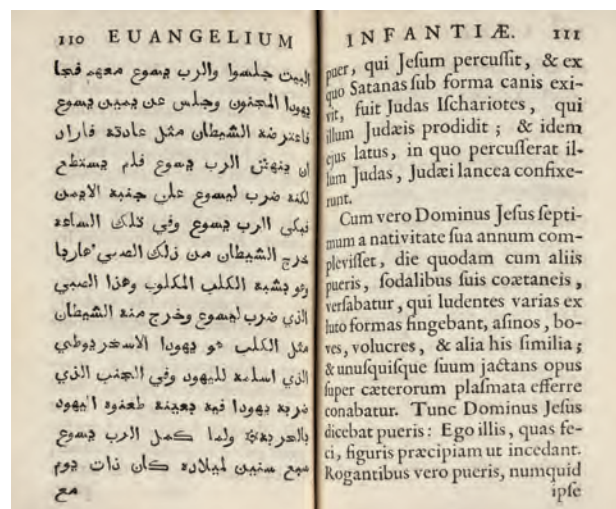 110 EUANGELIUM
البيت جلسوا والرب يسوع معهم فجا
يهودا المجنون وجلس عن يمين يسوع
فاعترضه الشيطان مثل عادته فاراد
ان ينهش الرب يسوع فلم يستطع
لكنه ضرب ليسوع على جنبه الايمن
فبكى الرب يسوع وفي تلك الساعه
خرج الشيطان من ذلك الصبي هاربا
وهو يشبه الكلب المكلوب وهذا الصبي
الذي ضرب ليسوع وخرج منه الشيطان
مثل الكلب هو يهودا الاسخريوطي
الذي اسلمه لليهود وفي الجنب الذي
ضربه يهودا فيه بعينه طعنوه اليهود
بالحربه ۞ ولما كمل الرب يسوع
سبع سنين لميلاده كان ذات يوم
مع
INFANTIÆ. 111
puer, qui Jeſum percuſſit, & ex
quo Satanas ſub forma canis exi-
vit, fuit Judas Iſchariotes, qui
illum Judæis prodidit; & idem
ejus latus, in quo percuſſerat il-
lum Judas, Judæi lancea confixe-
runt.
Cum vero Dominus Jeſus ſepti-
mum a nativitate ſua annum com-
pleviſſet, die quodam cum aliis
pueris, ſodalibus ſuis coætaneis,
verſabatur, qui ludentes varias ex
luto formas fingebant, aſinos, bo-
ves, volucres, & alia his ſimilia;
& unuſquiſque ſuum jactans opus
ſuper cæterorum plaſmata efferre
conabatur. Tunc Dominus Jeſus
dicebat pueris: Ego illis, quas fe-
ci, figuris præcipiam ut incedant.
Rogantibus vero pueris, numquid
ipſe